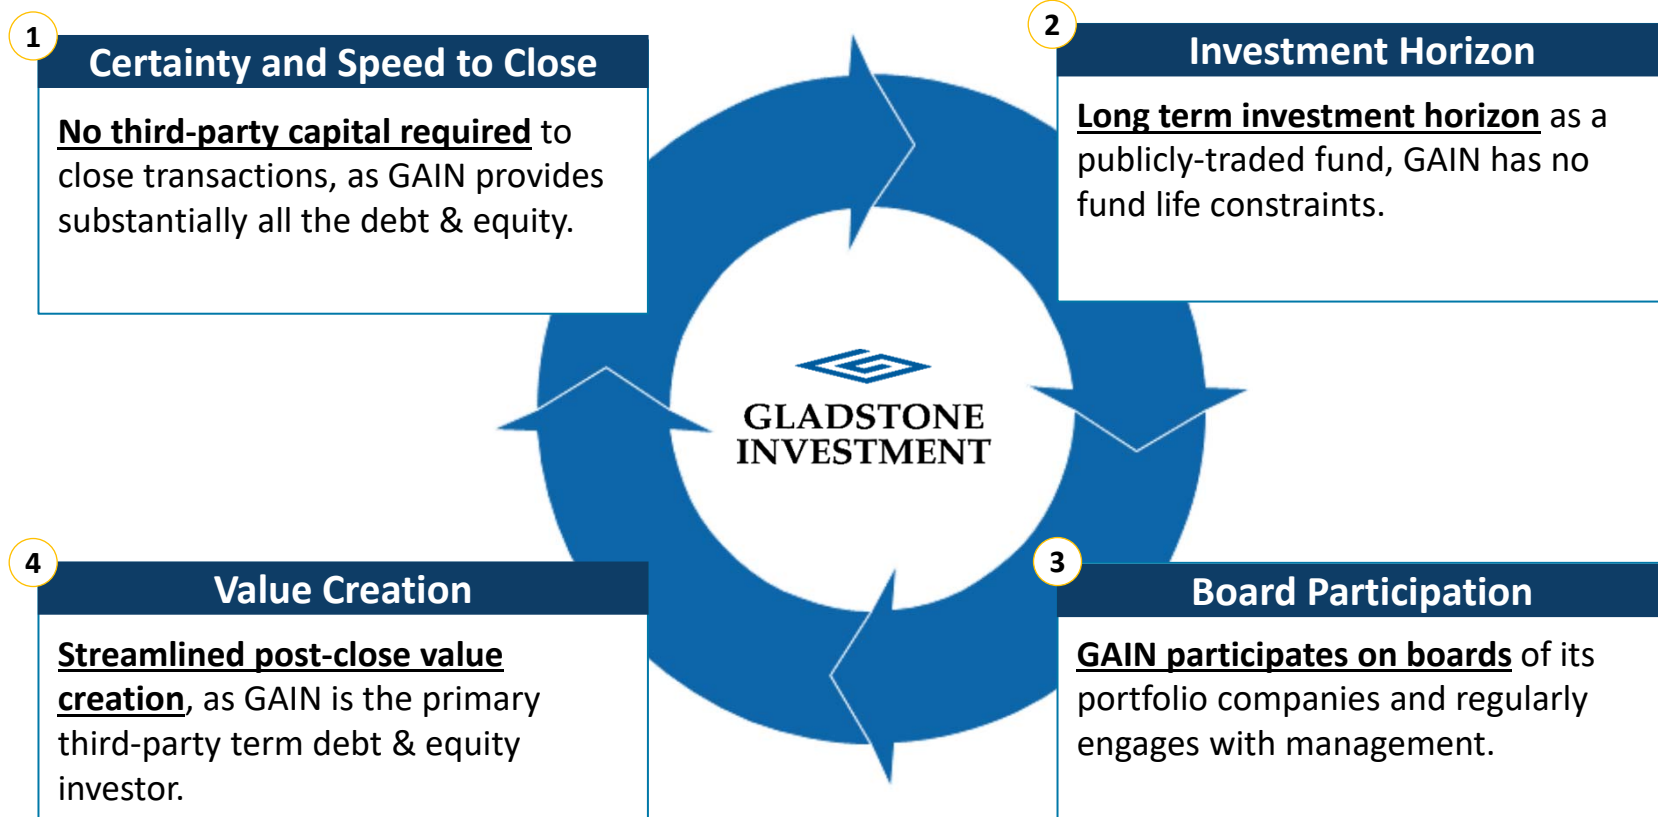 1
Certainty and Speed to Close
No third-party capital required to
close transactions, as GAIN provides
substantially all the debt & equity.
2
Investment Horizon
Long term investment horizon as a
publicly-traded fund, GAIN has no
fund life constraints.
GLADSTONE
INVESTMENT
3
Board Participation
GAIN participates on boards of its
portfolio companies and regularly
engages with management.
4
Value Creation
Streamlined post-close value
creation, as GAIN is the primary
third-party term debt & equity
investor.